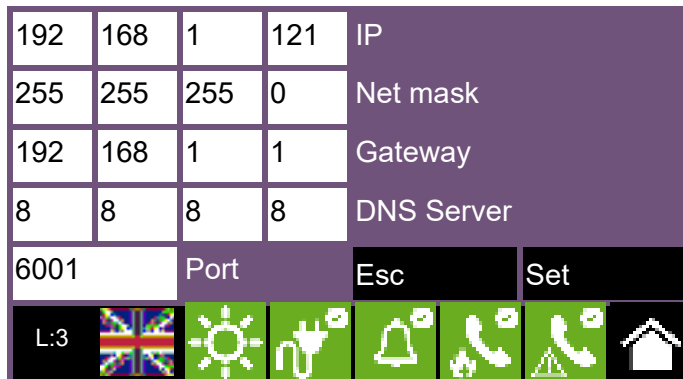 192 168 1 121 IP
255 255 255 0 Net mask
192 168 1 1 Gateway
8 8 8 8 DNS Server
6001 Port Esc Set
L:3